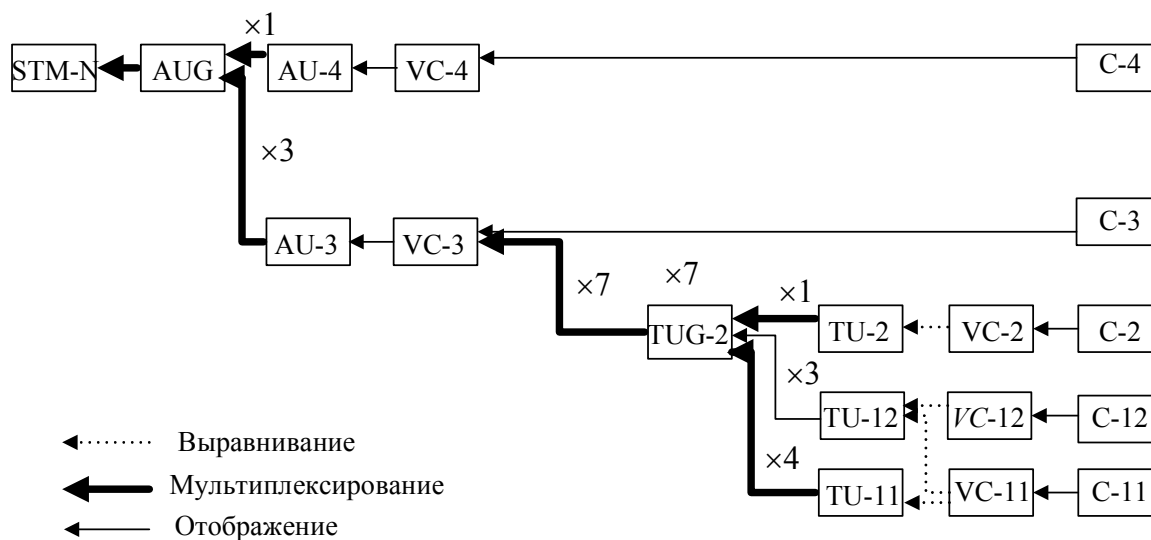 ×1
STM-N AUG AU-4 VC-4 C-4
×3
C-3
AU-3 VC-3
×7
×7 ×1
TUG-2 TU-2 VC-2 C-2
×3
TU-12 VC-12 C-12
Выравнивание
×4
Мультиплексирование TU-11 VC-11 C-11
Отображение